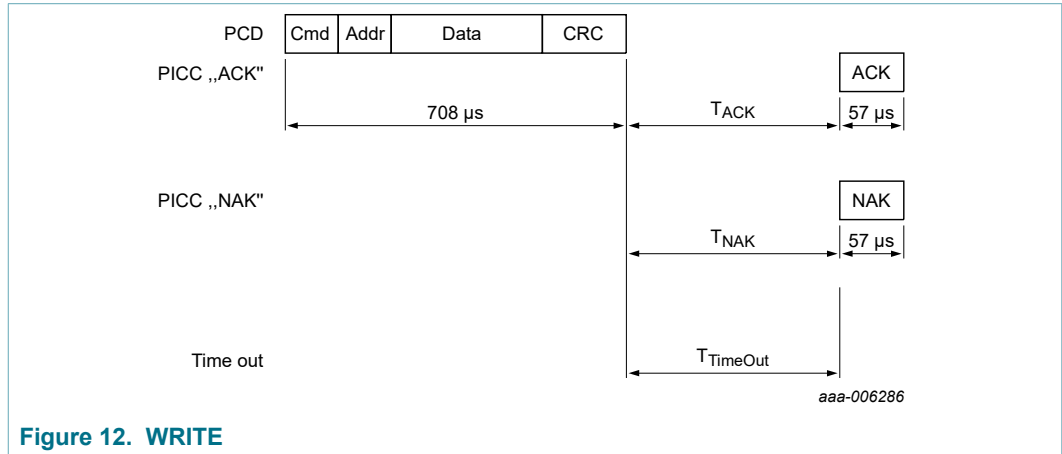 PCD Cmd Addr Data CRC
PICC ,,ACK" ACK
708 μs TACK 57 μs
PICC ,,NAK" NAK
TNAK 57 μs
Time out TTimeOut
aaa-006286
Figure 12. WRITE